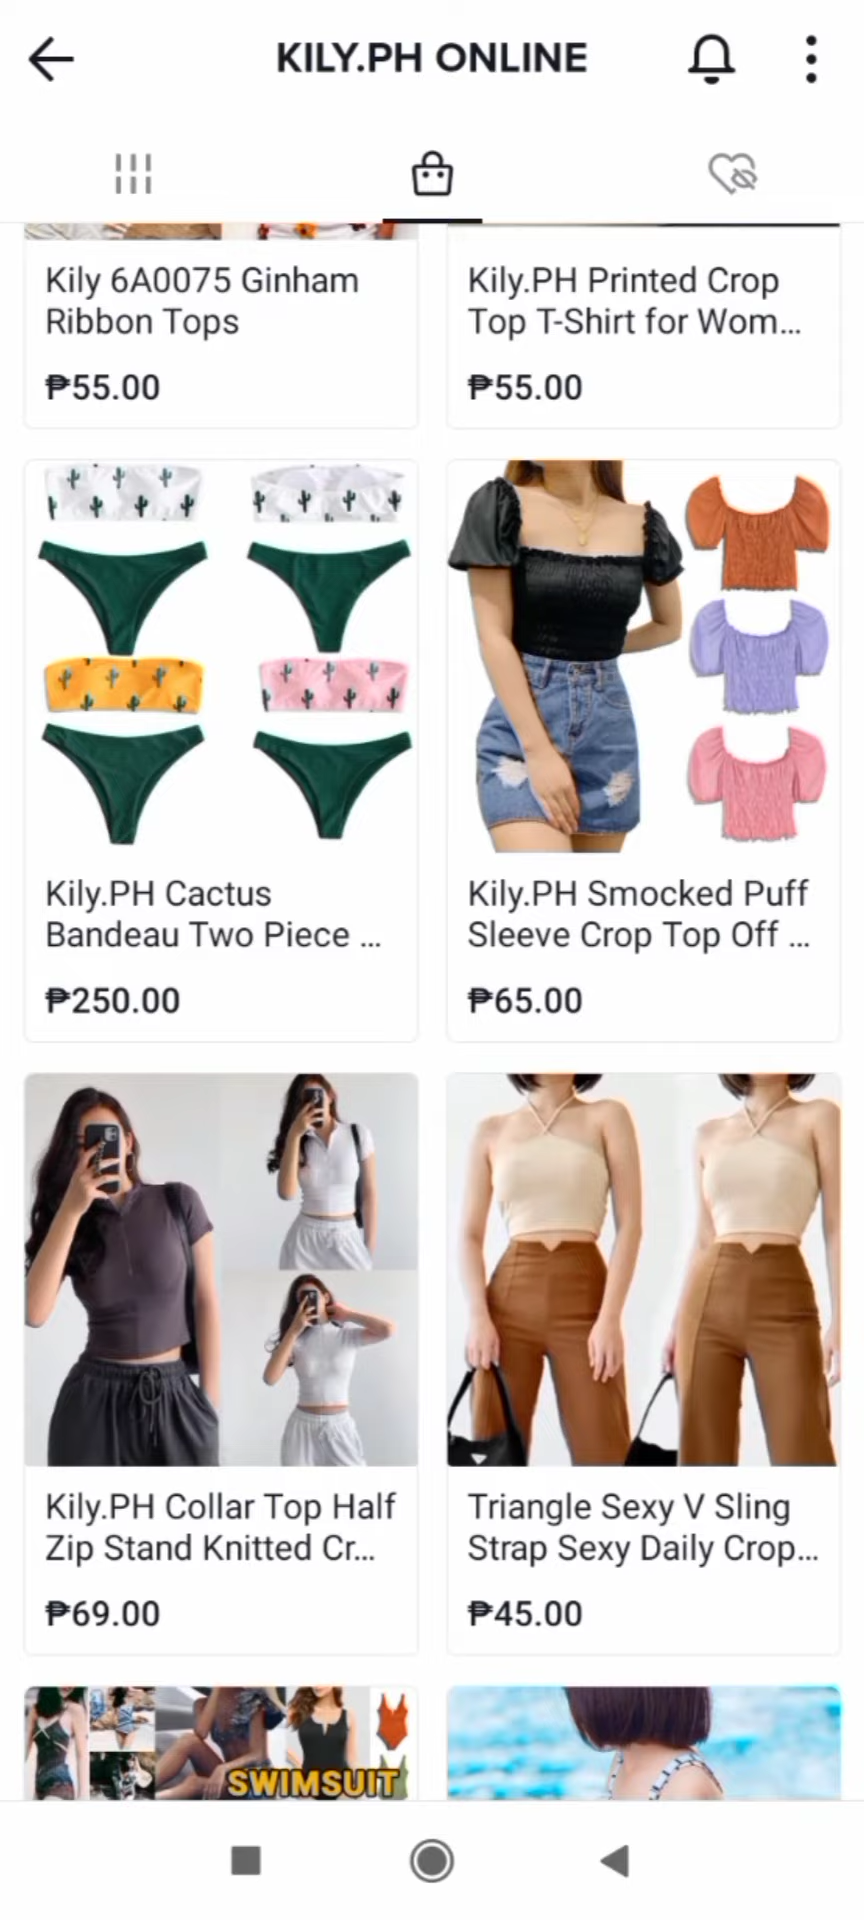 KILY.PH ONLINE
Kily 6A0075 Ginham
Ribbon Tops
₱55.00
Kily.PH Printed Crop
Top T-Shirt for Wom...
₱55.00
Kily.PH Cactus
Bandeau Two Piece ...
₱250.00
Kily.PH Smocked Puff
Sleeve Crop Top Off ...
₱65.00
Kily.PH Collar Top Half
Zip Stand Knitted Cr...
₱69.00
Triangle Sexy V Sling
Strap Sexy Daily Crop...
₱45.00
SWIMSUIT